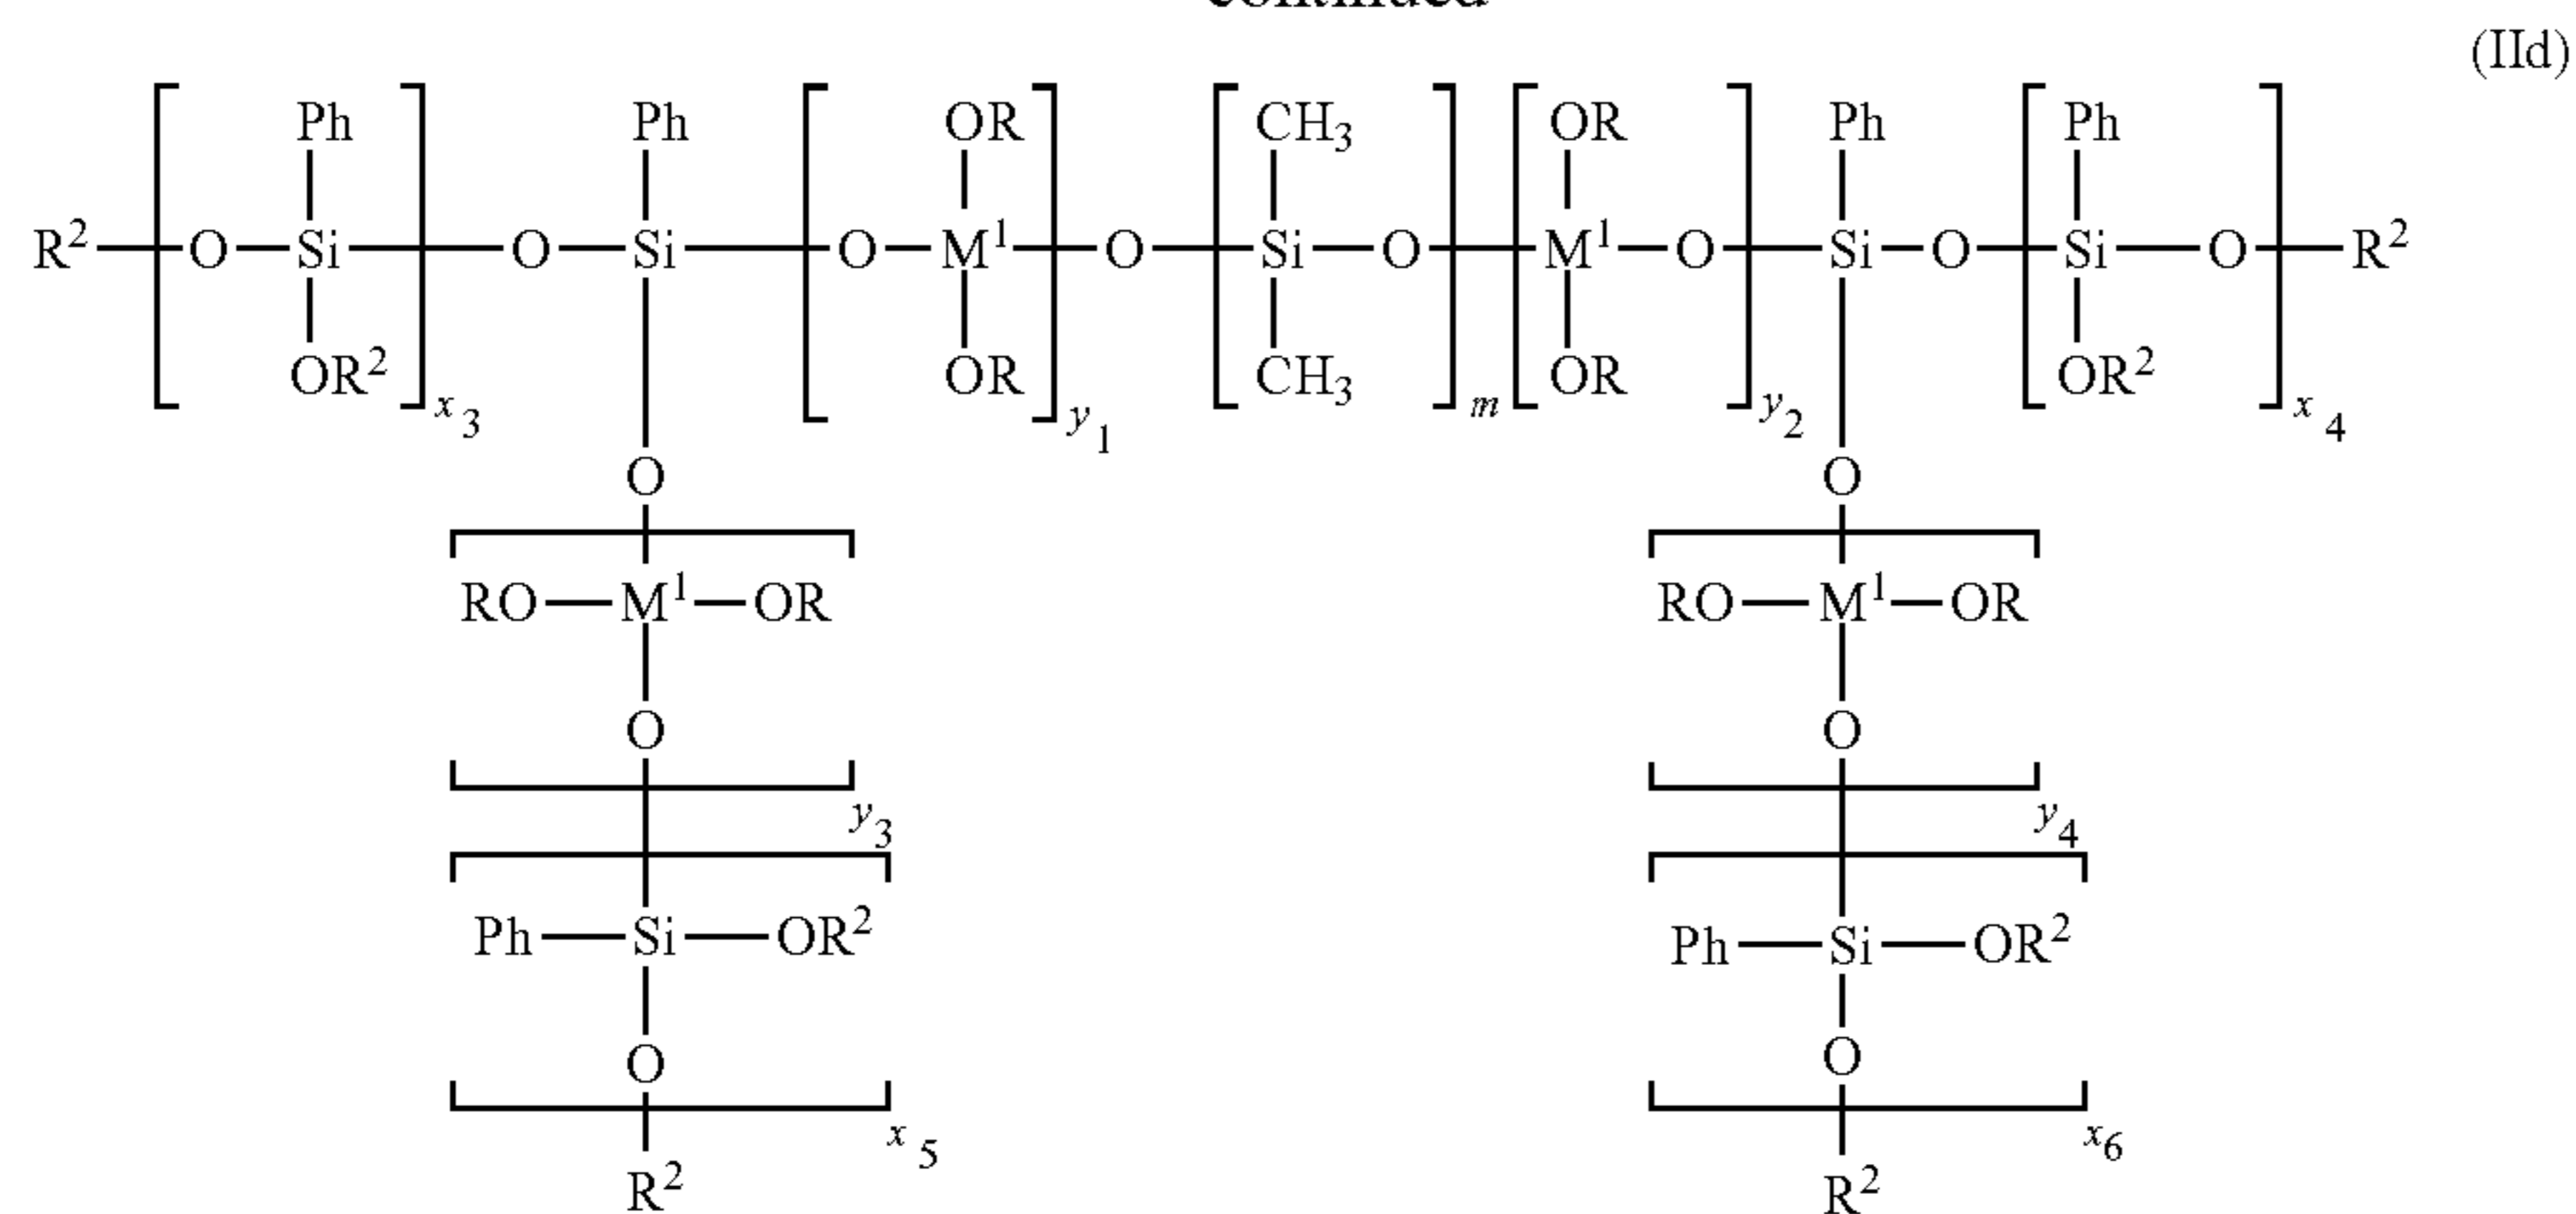 (IId)
Ph Ph OR CH3 OR Ph Ph
R2—O—Si—O—Si—O—M1—O—Si—O—M1—O—Si—O—Si—O—R2
OR2 x3 OR y1 CH3 m OR y2 OR2 x4
O O
RO—M1—OR RO—M1—OR
O O
y3 y4
Ph—Si—OR2 Ph—Si—OR2
O O
x5 x6
R2 R2